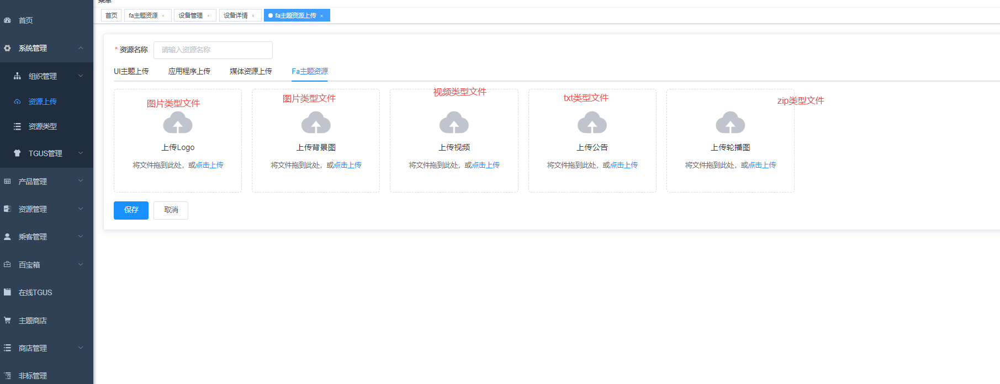 菜单
首页
系统管理
组织管理
资源上传
资源类型
TGUS管理
产品管理
资源管理
乘客管理
百宝箱
在线TGUS
主题商店
商店管理
非标管理
首页 fa主题资源 × 设备管理 × 设备详情 × fa主题资源上传 ×
* 资源名称 请输入资源名称
UI主题上传 应用程序上传 媒体资源上传 Fa主题资源
图片类型文件 图片类型文件 视频类型文件 txt类型文件 zip类型文件
上传Logo 上传背景图 上传视频 上传公告 上传轮播图
将文件拖到此处，或点击上传 将文件拖到此处，或点击上传 将文件拖到此处，或点击上传 将文件拖到此处，或点击上传 将文件拖到此处，或点击上传
保存 取消